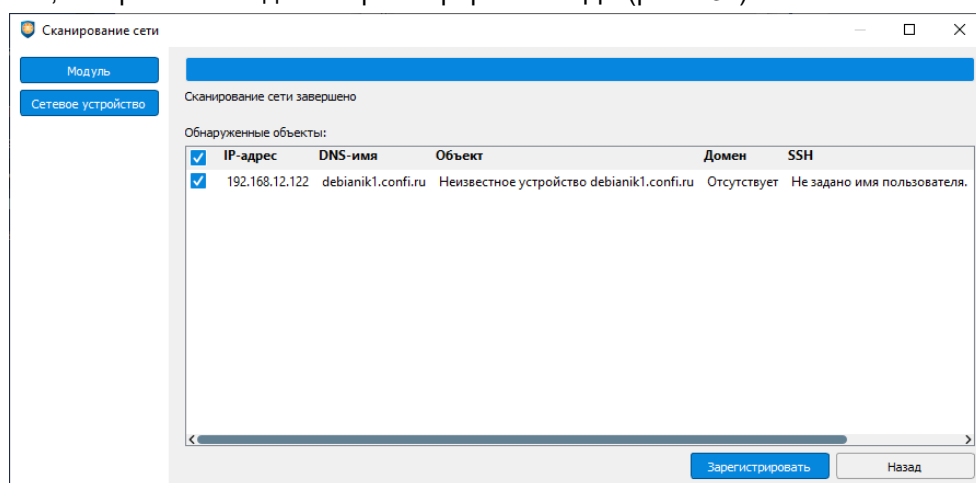 Сканирование сети
Модуль
Сетевое устройство
Сканирование сети завершено
Обнаруженные объекты:
IP-адрес DNS-имя Объект Домен SSH
192.168.12.122 debianik1.confi.ru Неизвестное устройство debianik1.confi.ru Отсутствует Не задано имя пользователя.
Зарегистрировать Назад